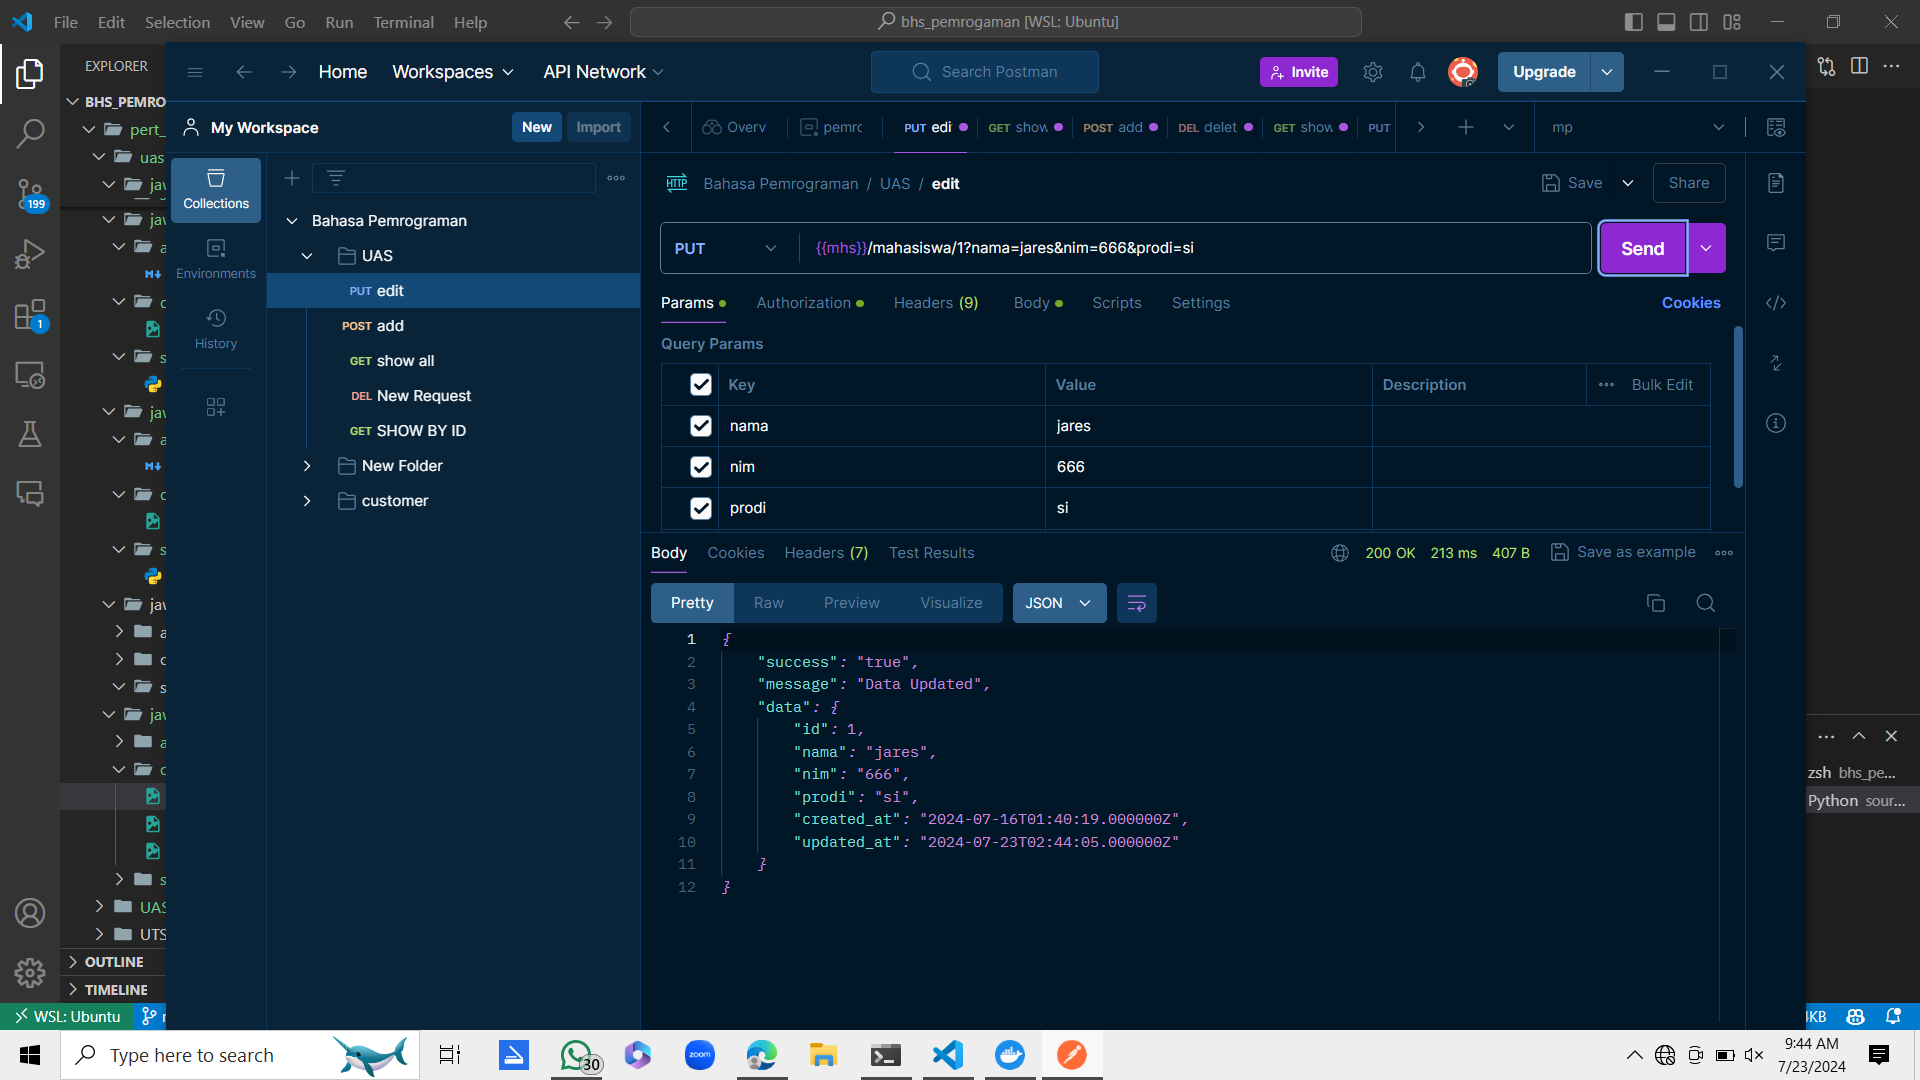 File Edit Selection View Go Run Terminal Help
bhs_pemrogaman [WSL: Ubuntu]
EXPLORER
BHS_PEMRO
pert_
uas
199
1
OUTLINE
TIMELINE
UAS
UTS
WSL: Ubuntu
Home Workspaces API Network
Search Postman
Invite
Upgrade
My Workspace
New Import
Overv
pemrc
PUT edi
GET show
POST add
DEL delet
GET show
PUT
mp
Collections
Environments
History
Bahasa Pemrograman
UAS
PUT edit
POST add
GET show all
DEL New Request
GET SHOW BY ID
New Folder
customer
HTTP Bahasa Pemrograman / UAS / edit
Save Share
PUT {{mhs}}/mahasiswa/1?nama=jares&nim=666&prodi=si
Send
Params Authorization Headers (9) Body Scripts Settings
Cookies
Query Params
Key Value Description Bulk Edit
nama jares
nim 666
prodi si
Body Cookies Headers (7) Test Results
200 OK 213 ms 407 B Save as example
Pretty Raw Preview Visualize JSON
1 {
2 "success": "true",
3 "message": "Data Updated",
4 "data": {
5 "id": 1,
6 "nama": "jares",
7 "nim": "666",
8 "prodi": "si",
9 "created_at": "2024-07-16T01:40:19.000000Z",
10 "updated_at": "2024-07-23T02:44:05.000000Z"
11 }
12 }
zsh bhs_pe...
Python sour...
KB
Type here to search
30
zoom
9:44 AM
7/23/2024